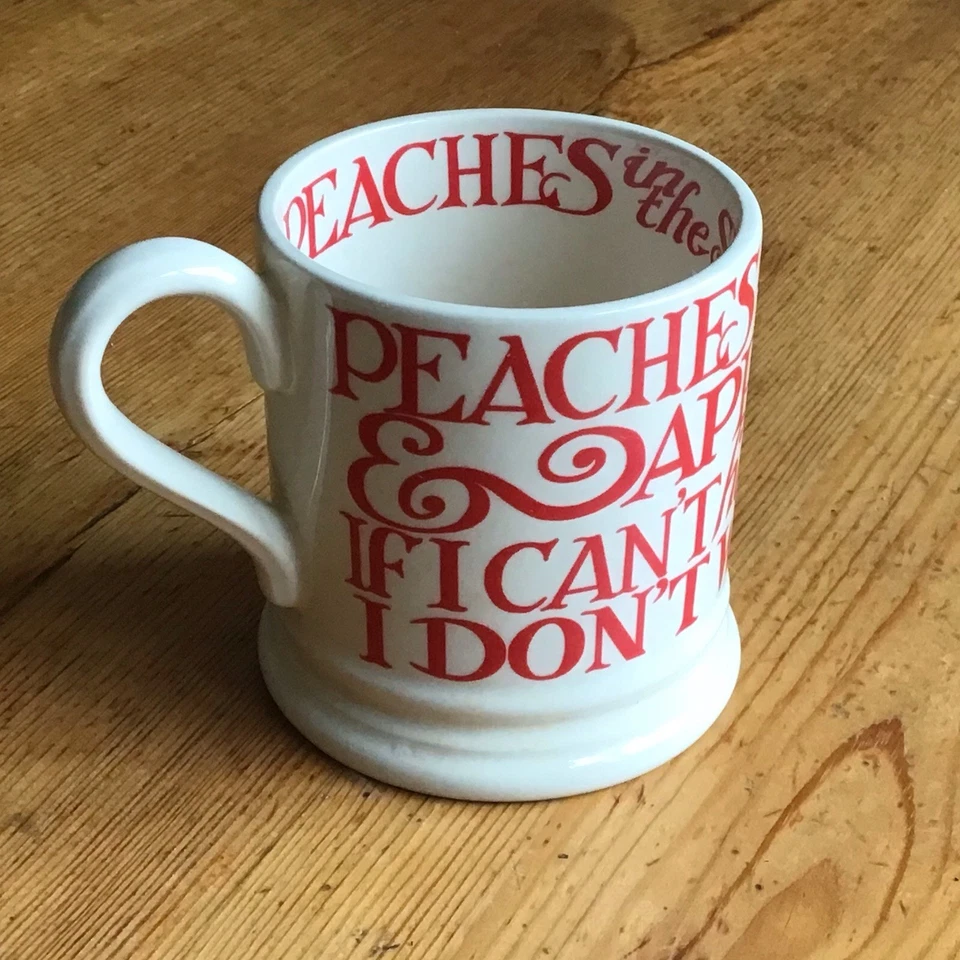 PEACHES in
the
PEACHES
&
IF I CAN'T
I DON'T